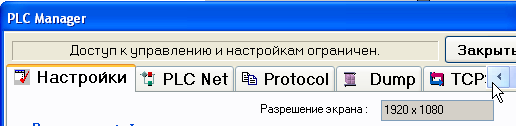 PLC Manager
Доступ к управлению и настройкам ограничен.
Закрыть
Настройки PLC Net Protocol Dump TCP
Разрешение экрана : 1920 x 1080